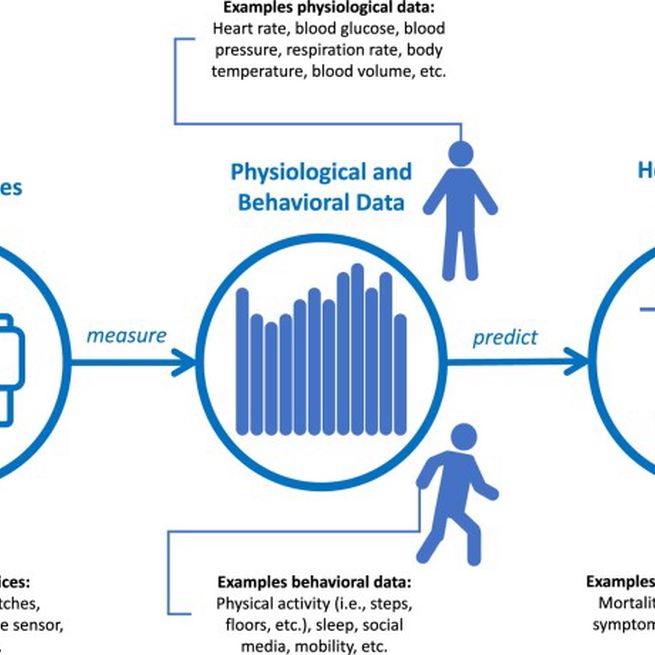 Examples physiological data:
Heart rate, blood glucose, blood
pressure, respiration rate, body
temperature, blood volume, etc.
Physiological and
Behavioral Data
es
measure
predict
ices:
tches,
e sensor,
Examples behavioral data:
Physical activity (i.e., steps,
floors, etc.), sleep, social
media, mobility, etc.
Examples
Mortalit
symptom